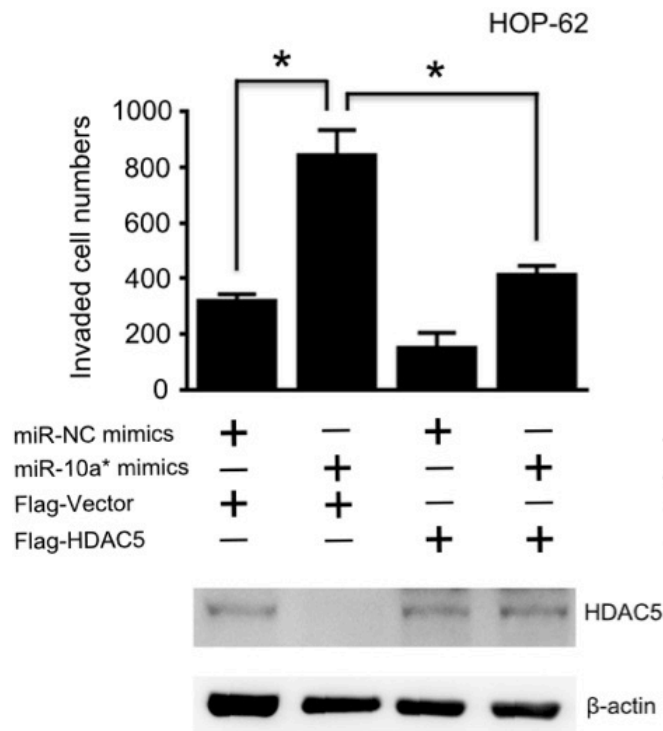 HOP-62
*
*
Invaded cell numbers
1000
800
600
400
200
0
miR-NC mimics + — + —
miR-10a* mimics — + — +
Flag-Vector + + — —
Flag-HDAC5 — — + +
HDAC5
β-actin